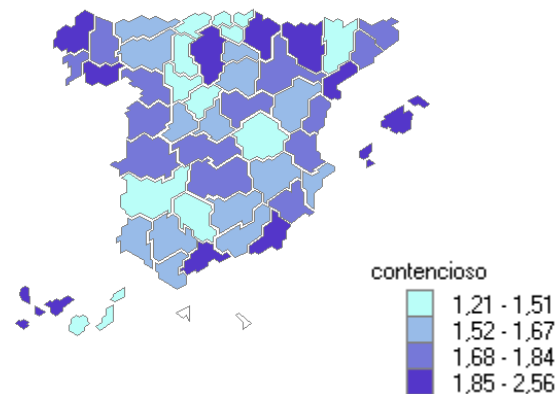 contencioso
1,21 - 1,51
1,52 - 1,67
1,68 - 1,84
1,85 - 2,56